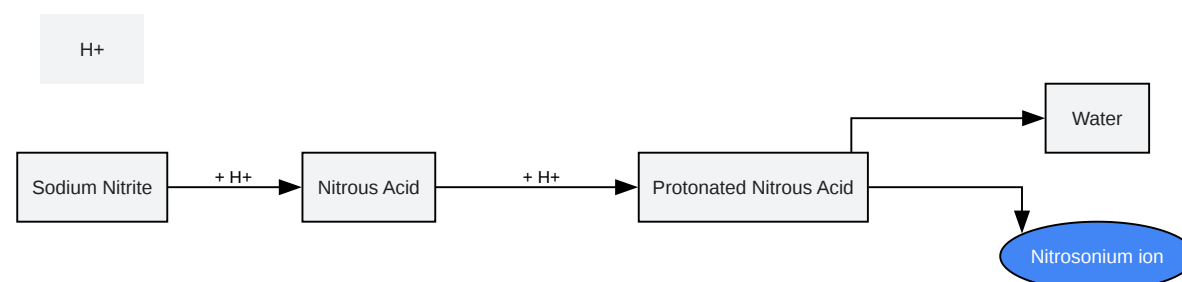 H+
Water
Sodium Nitrite
+ H+
Nitrous Acid
+ H+
Protonated Nitrous Acid
Nitrosonium ion